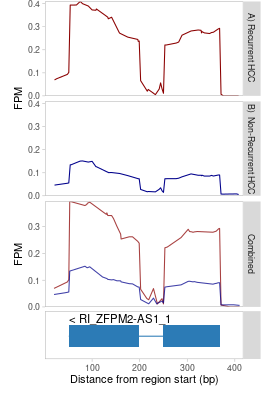 0.4
0.3
0.2
0.1
0.0
A) Recurrent HCC
FPM
0.4
0.3
0.2
0.1
0.0
B) Non-Recurrent HCC
0.3
0.2
0.1
0.0
FPM
Combined
< RI_ZFPM2-AS1_1
100 200 300 400
Distance from region start (bp)